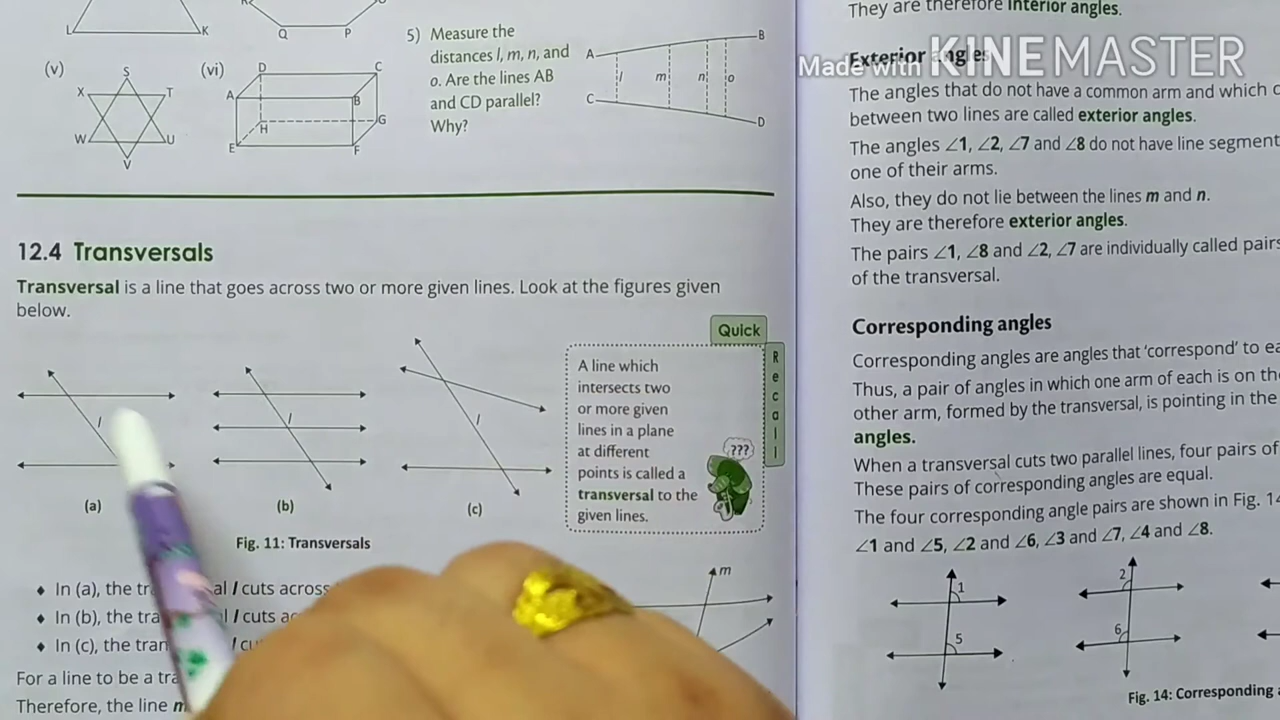 L K
Q P
(v)
S
X T
W U
V
(vi)
D C
A B
H G
E F
5) Measure the
distances l, m, n, and
o. Are the lines AB
and CD parallel?
Why?
A B
l m n o
C D
12.4 Transversals
Transversal is a line that goes across two or more given lines. Look at the figures given
below.
l
(a)
l
(b)
l
(c)
Fig. 11: Transversals
Quick
Recall
A line which
intersects two
or more given
lines in a plane
at different
points is called a
transversal to the
given lines.
???
♦ In (a), the al l cuts across
♦ In (b), the l cuts
♦ In (c), the l
For a line to be a
Therefore, the line m
m
They are therefore interior angles.
Exterior angles
Made with KINEMASTER
The angles that do not have a common arm and which
between two lines are called exterior angles.
The angles ∠1, ∠2, ∠7 and ∠8 do not have line segment
one of their arms.
Also, they do not lie between the lines m and n.
They are therefore exterior angles.
The pairs ∠1, ∠8 and ∠2, ∠7 are individually called pairs
of the transversal.
Corresponding angles
Corresponding angles are angles that ‘correspond’ to
Thus, a pair of angles in which one arm of each is on the
other arm, formed by the transversal, is pointing in the
angles.
When a transversal cuts two parallel lines, four pairs of
These pairs of corresponding angles are equal.
The four corresponding angle pairs are shown in Fig.
∠1 and ∠5, ∠2 and ∠6, ∠3 and ∠7, ∠4 and ∠8.
1
5
2
6
Fig. 14: Corresponding